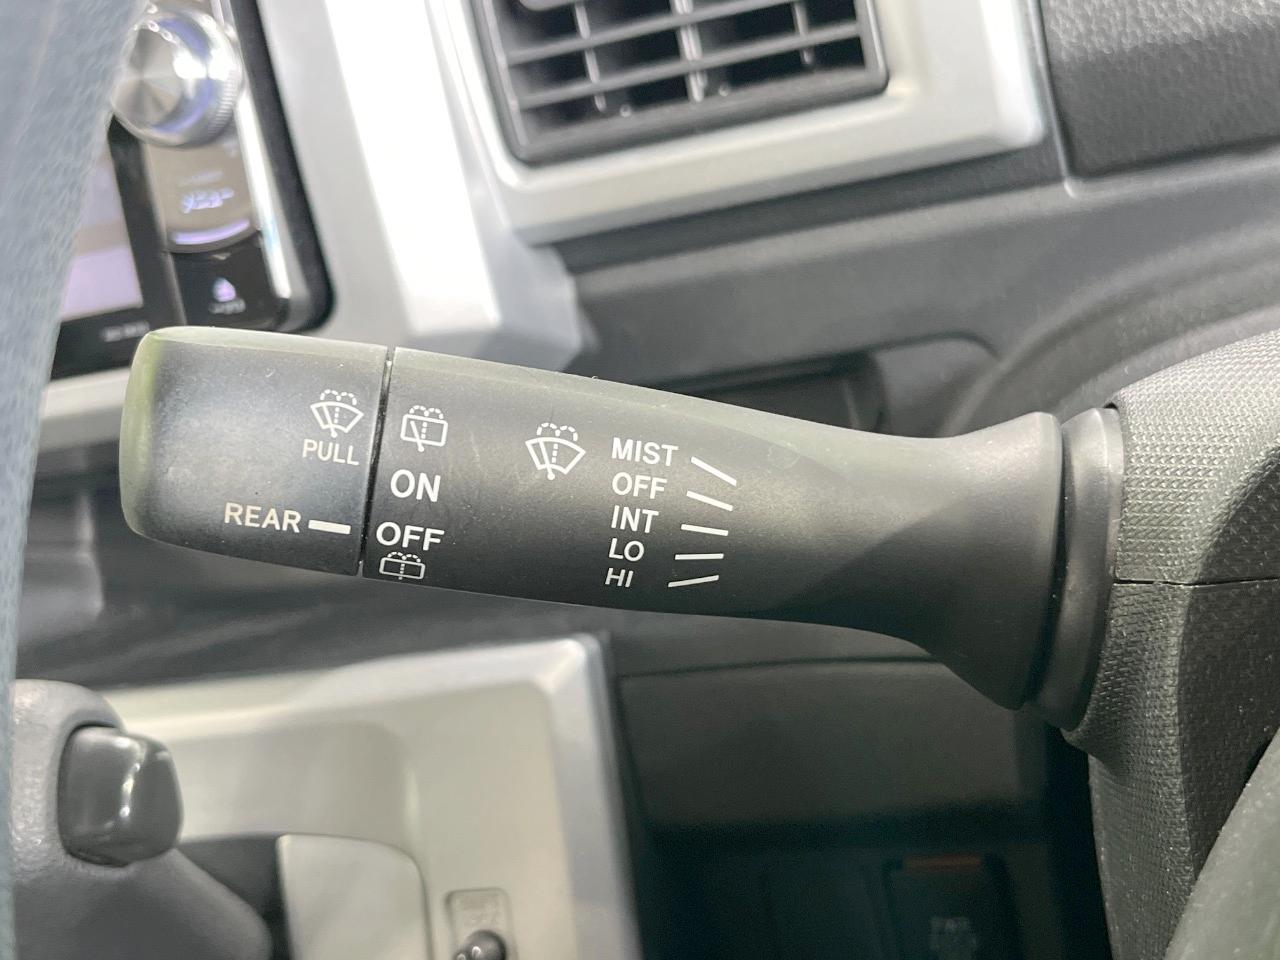 PULL
REAR
ON
OFF
MIST
OFF
INT
LO
HI